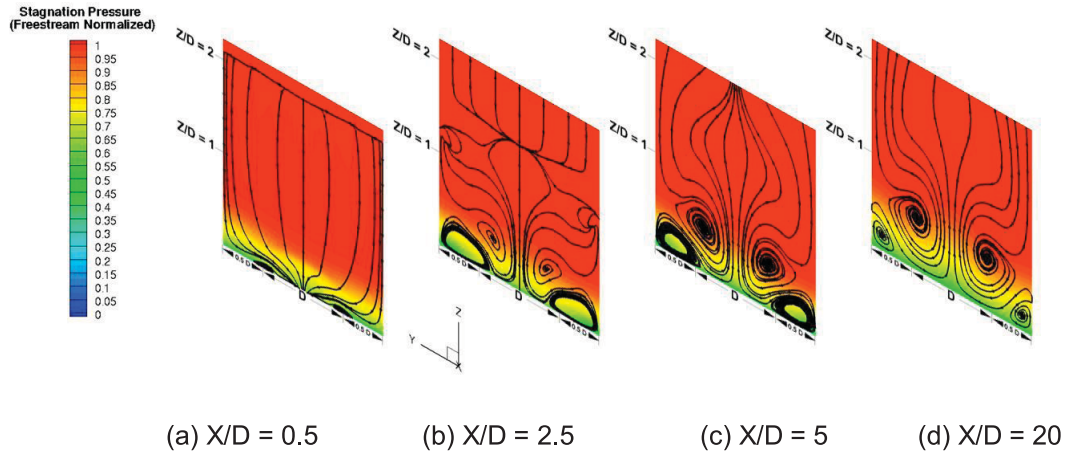 Stagnation Pressure
(Freestream Normalized)
1
0.95
0.9
0.85
0.8
0.75
0.7
0.65
0.6
0.55
0.5
0.45
0.4
0.35
0.3
0.25
0.2
0.15
0.1
0.05
0
Z/D = 2
Z/D = 1
0.5 D
D
0.5 D
Z/D = 2
Z/D = 1
0.5 D
D
0.5 D
Z/D = 2
Z/D = 1
0.5 D
D
0.5 D
Z/D = 2
Z/D = 1
0.5 D
D
0.5 D
Z
Y
X
(a) X/D = 0.5
(b) X/D = 2.5
(c) X/D = 5
(d) X/D = 20